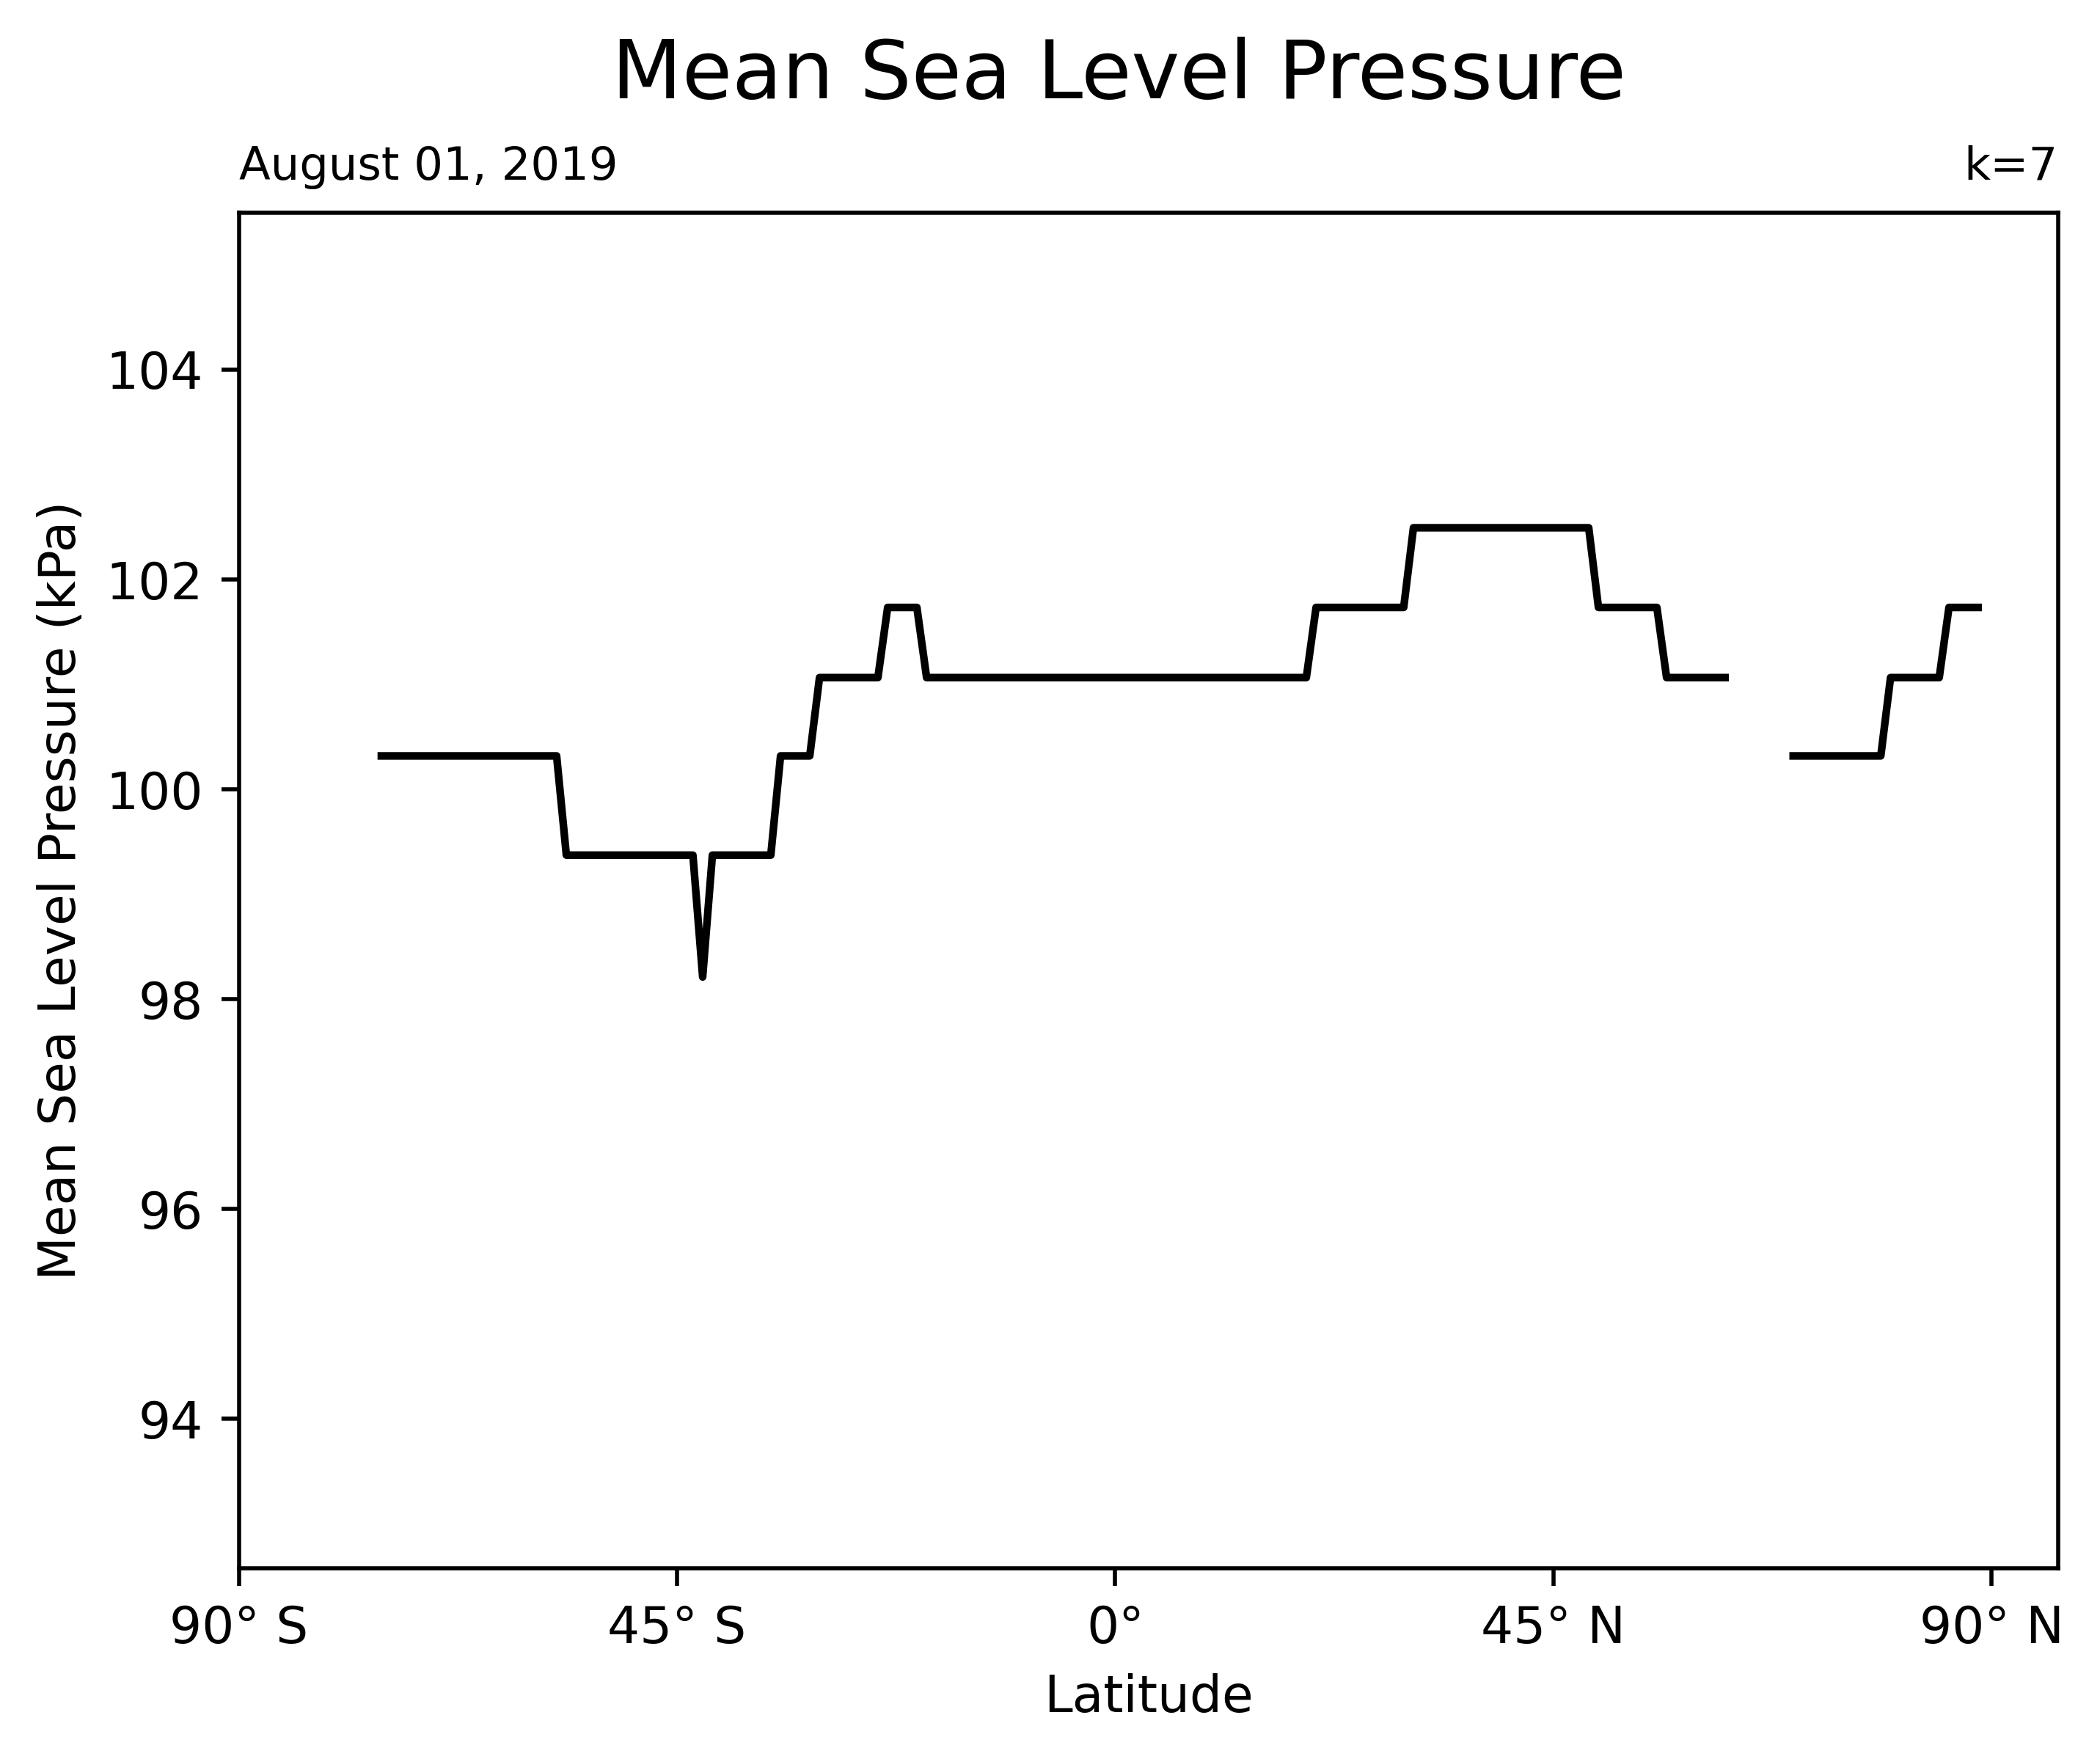 Mean Sea Level Pressure
August 01, 2019
k=7
Mean Sea Level Pressure (kPa)
104
102
100
98
96
94
90° S
45° S
0°
45° N
90° N
Latitude